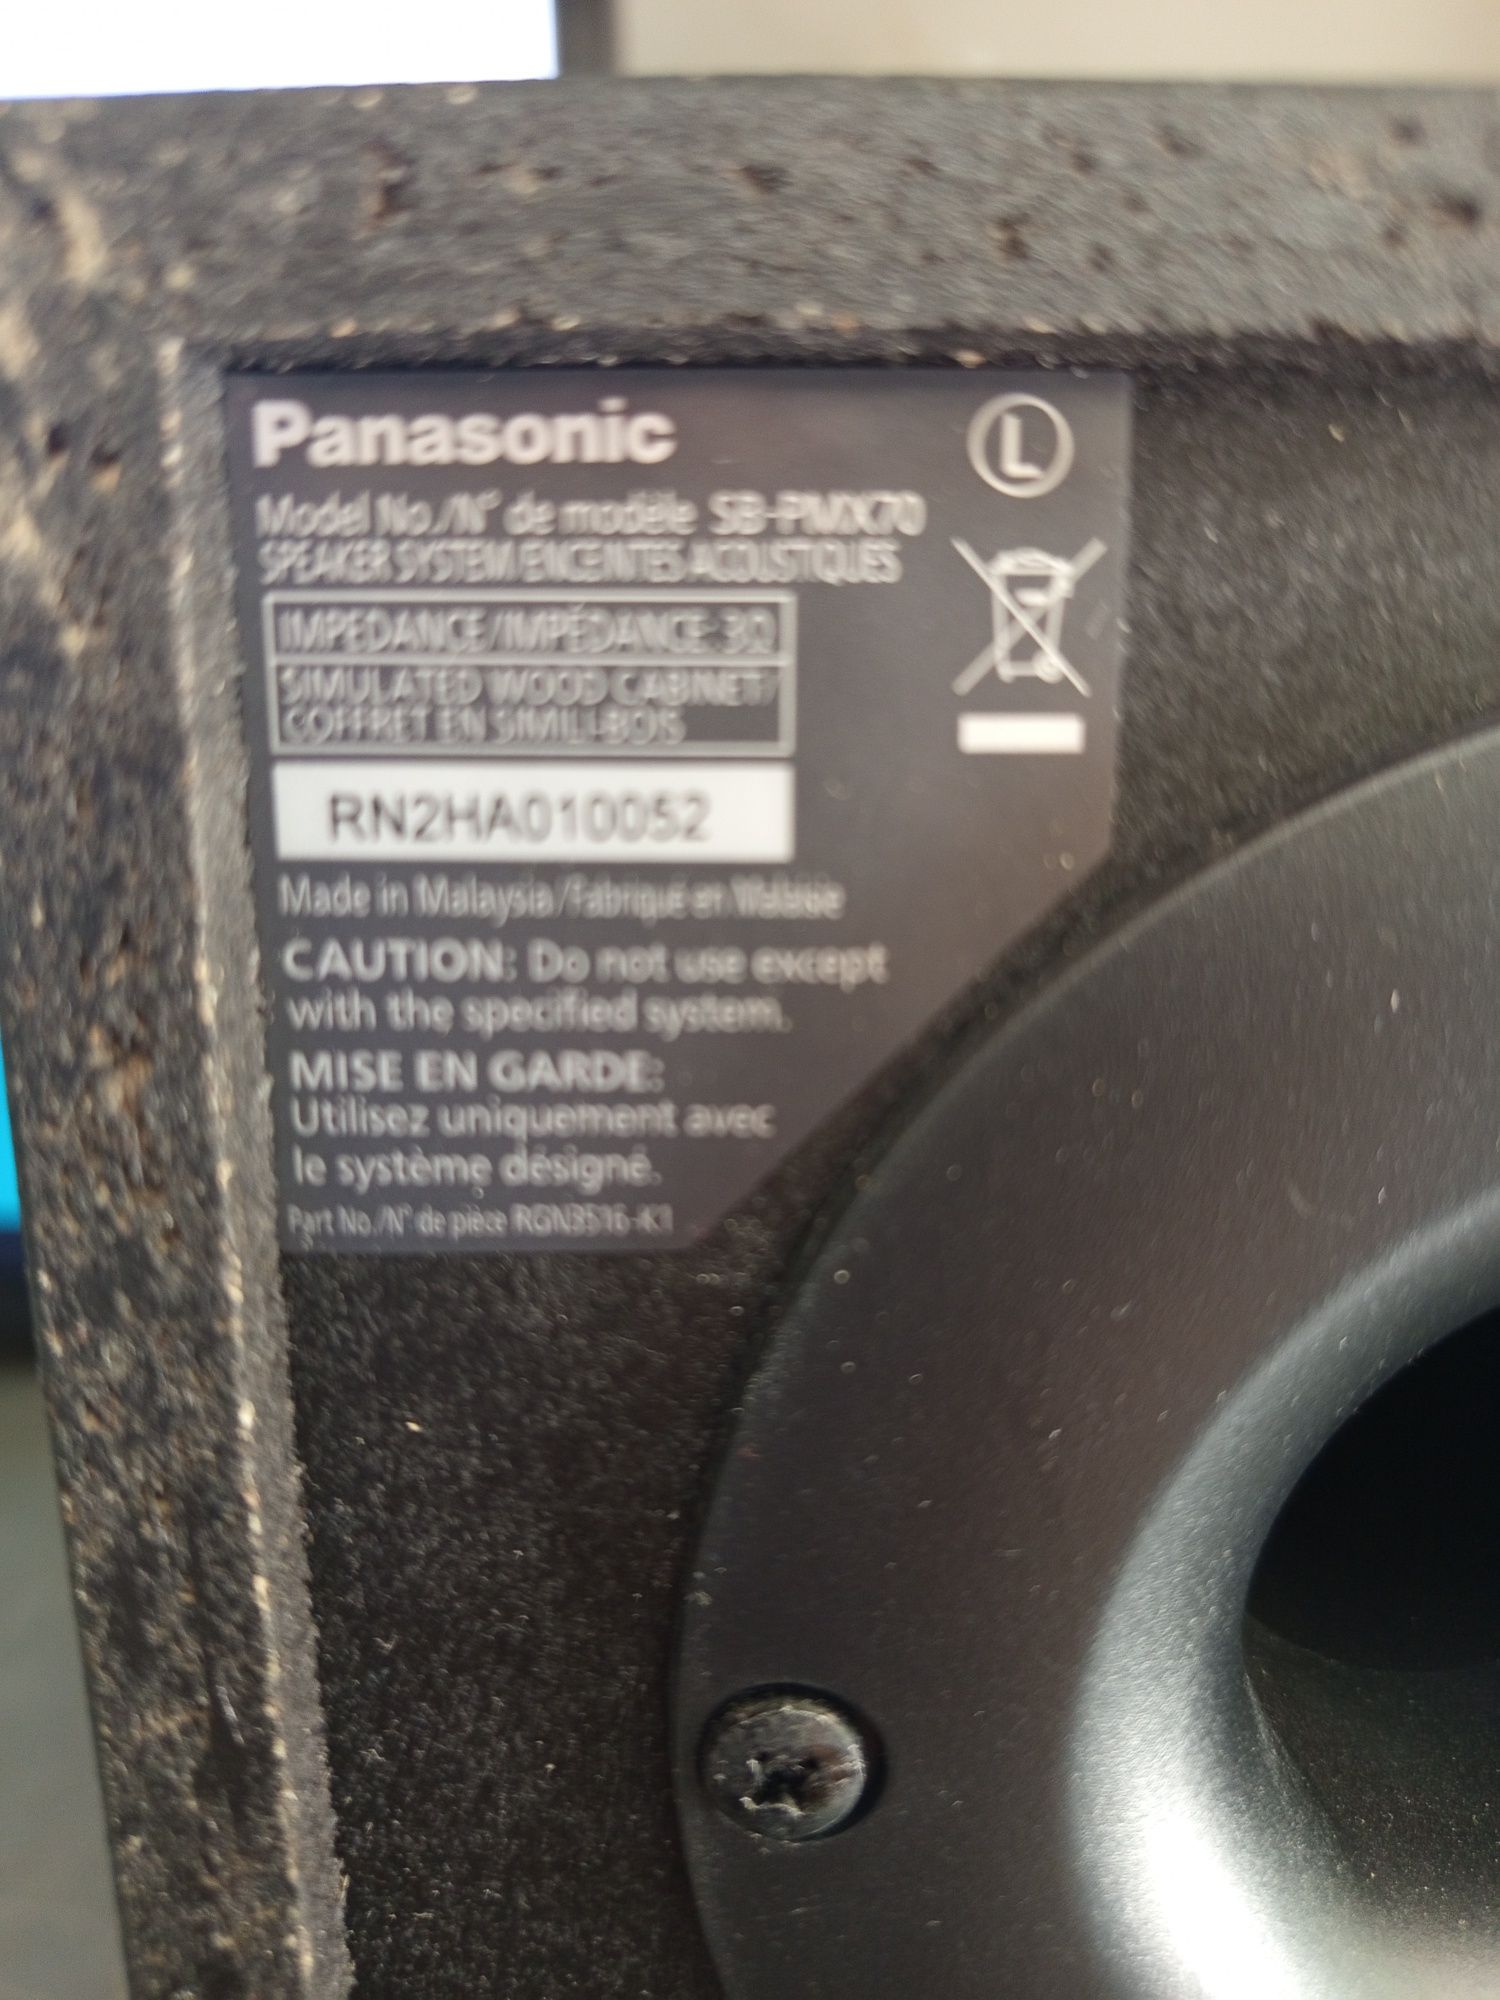 Panasonic
L
Model No./N° de modèle SB-PMX70
SPEAKER SYSTEM/ENCEINTES ACOUSTIQUES
IMPEDANCE/IMPÉDANCE 3Ω
SIMULATED WOOD CABINET/
COFFRET EN SIMILI-BOIS
RN2HA010052
Made in Malaysia/Fabriqué en Malaisie
CAUTION: Do not use except
with the specified system.
MISE EN GARDE:
Utilisez uniquement avec
le système désigné.
Part No./N° de pièce RGN3516-K1